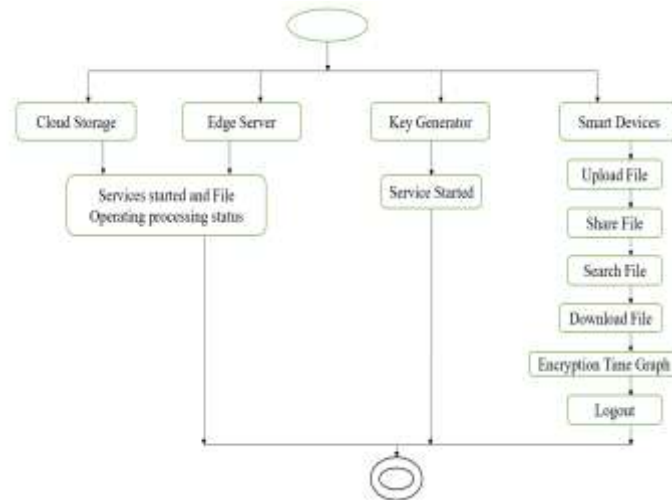 Cloud Storage
Edge Server
Key Generator
Smart Devices
Services started and File
Operating processing status
Service Started
Upload File
Share File
Search File
Download File
Encryption Time Graph
Logout